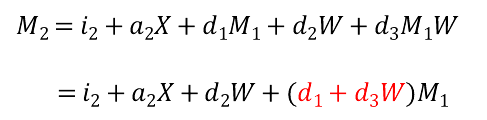 M₂ = i₂ + a₂X + d₁M₁ + d₂W + d₃M₁W
= i₂ + a₂X + d₂W + (d₁ + d₃W)M₁